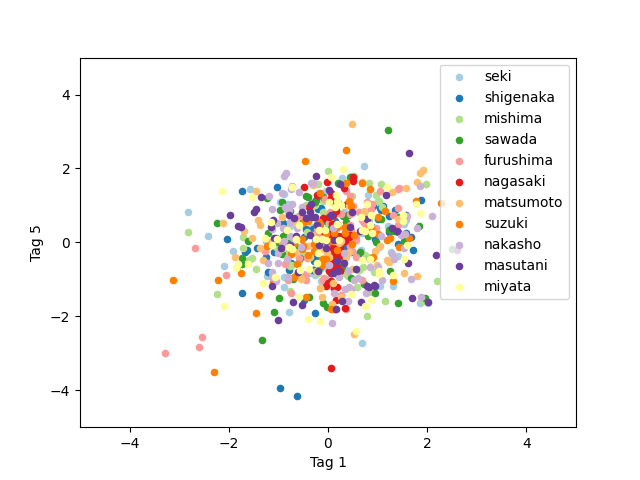 seki
shigenaka
mishima
sawada
furushima
nagasaki
matsumoto
suzuki
nakasho
masutani
miyata
4
2
0
−2
−4
Tag 5
−4
−2
0
2
4
Tag 1